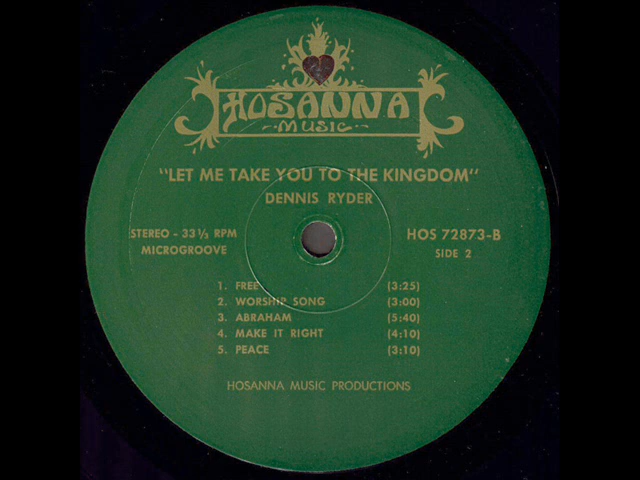 HOSANNA
MUSIC
"LET ME TAKE YOU TO THE KINGDOM"
DENNIS RYDER
STEREO - 33 1/3 RPM
MICROGROOVE
HOS 72873-B
SIDE 2
1. FREE (3:25)
2. WORSHIP SONG (3:00)
3. ABRAHAM (5:40)
4. MAKE IT RIGHT (4:10)
5. PEACE (3:10)
HOSANNA MUSIC PRODUCTIONS